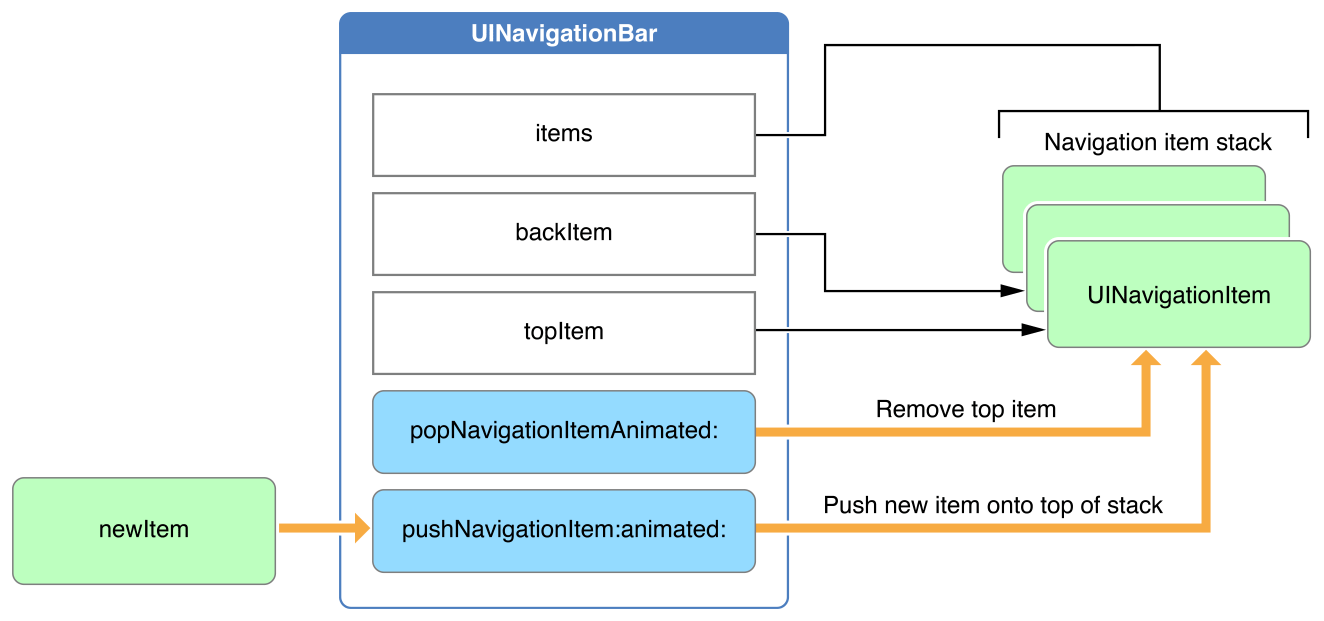 UINavigationBar
items
Navigation item stack
backItem
UINavigationItem
topItem
popNavigationItemAnimated:
Remove top item
newItem
pushNavigationItem:animated:
Push new item onto top of stack